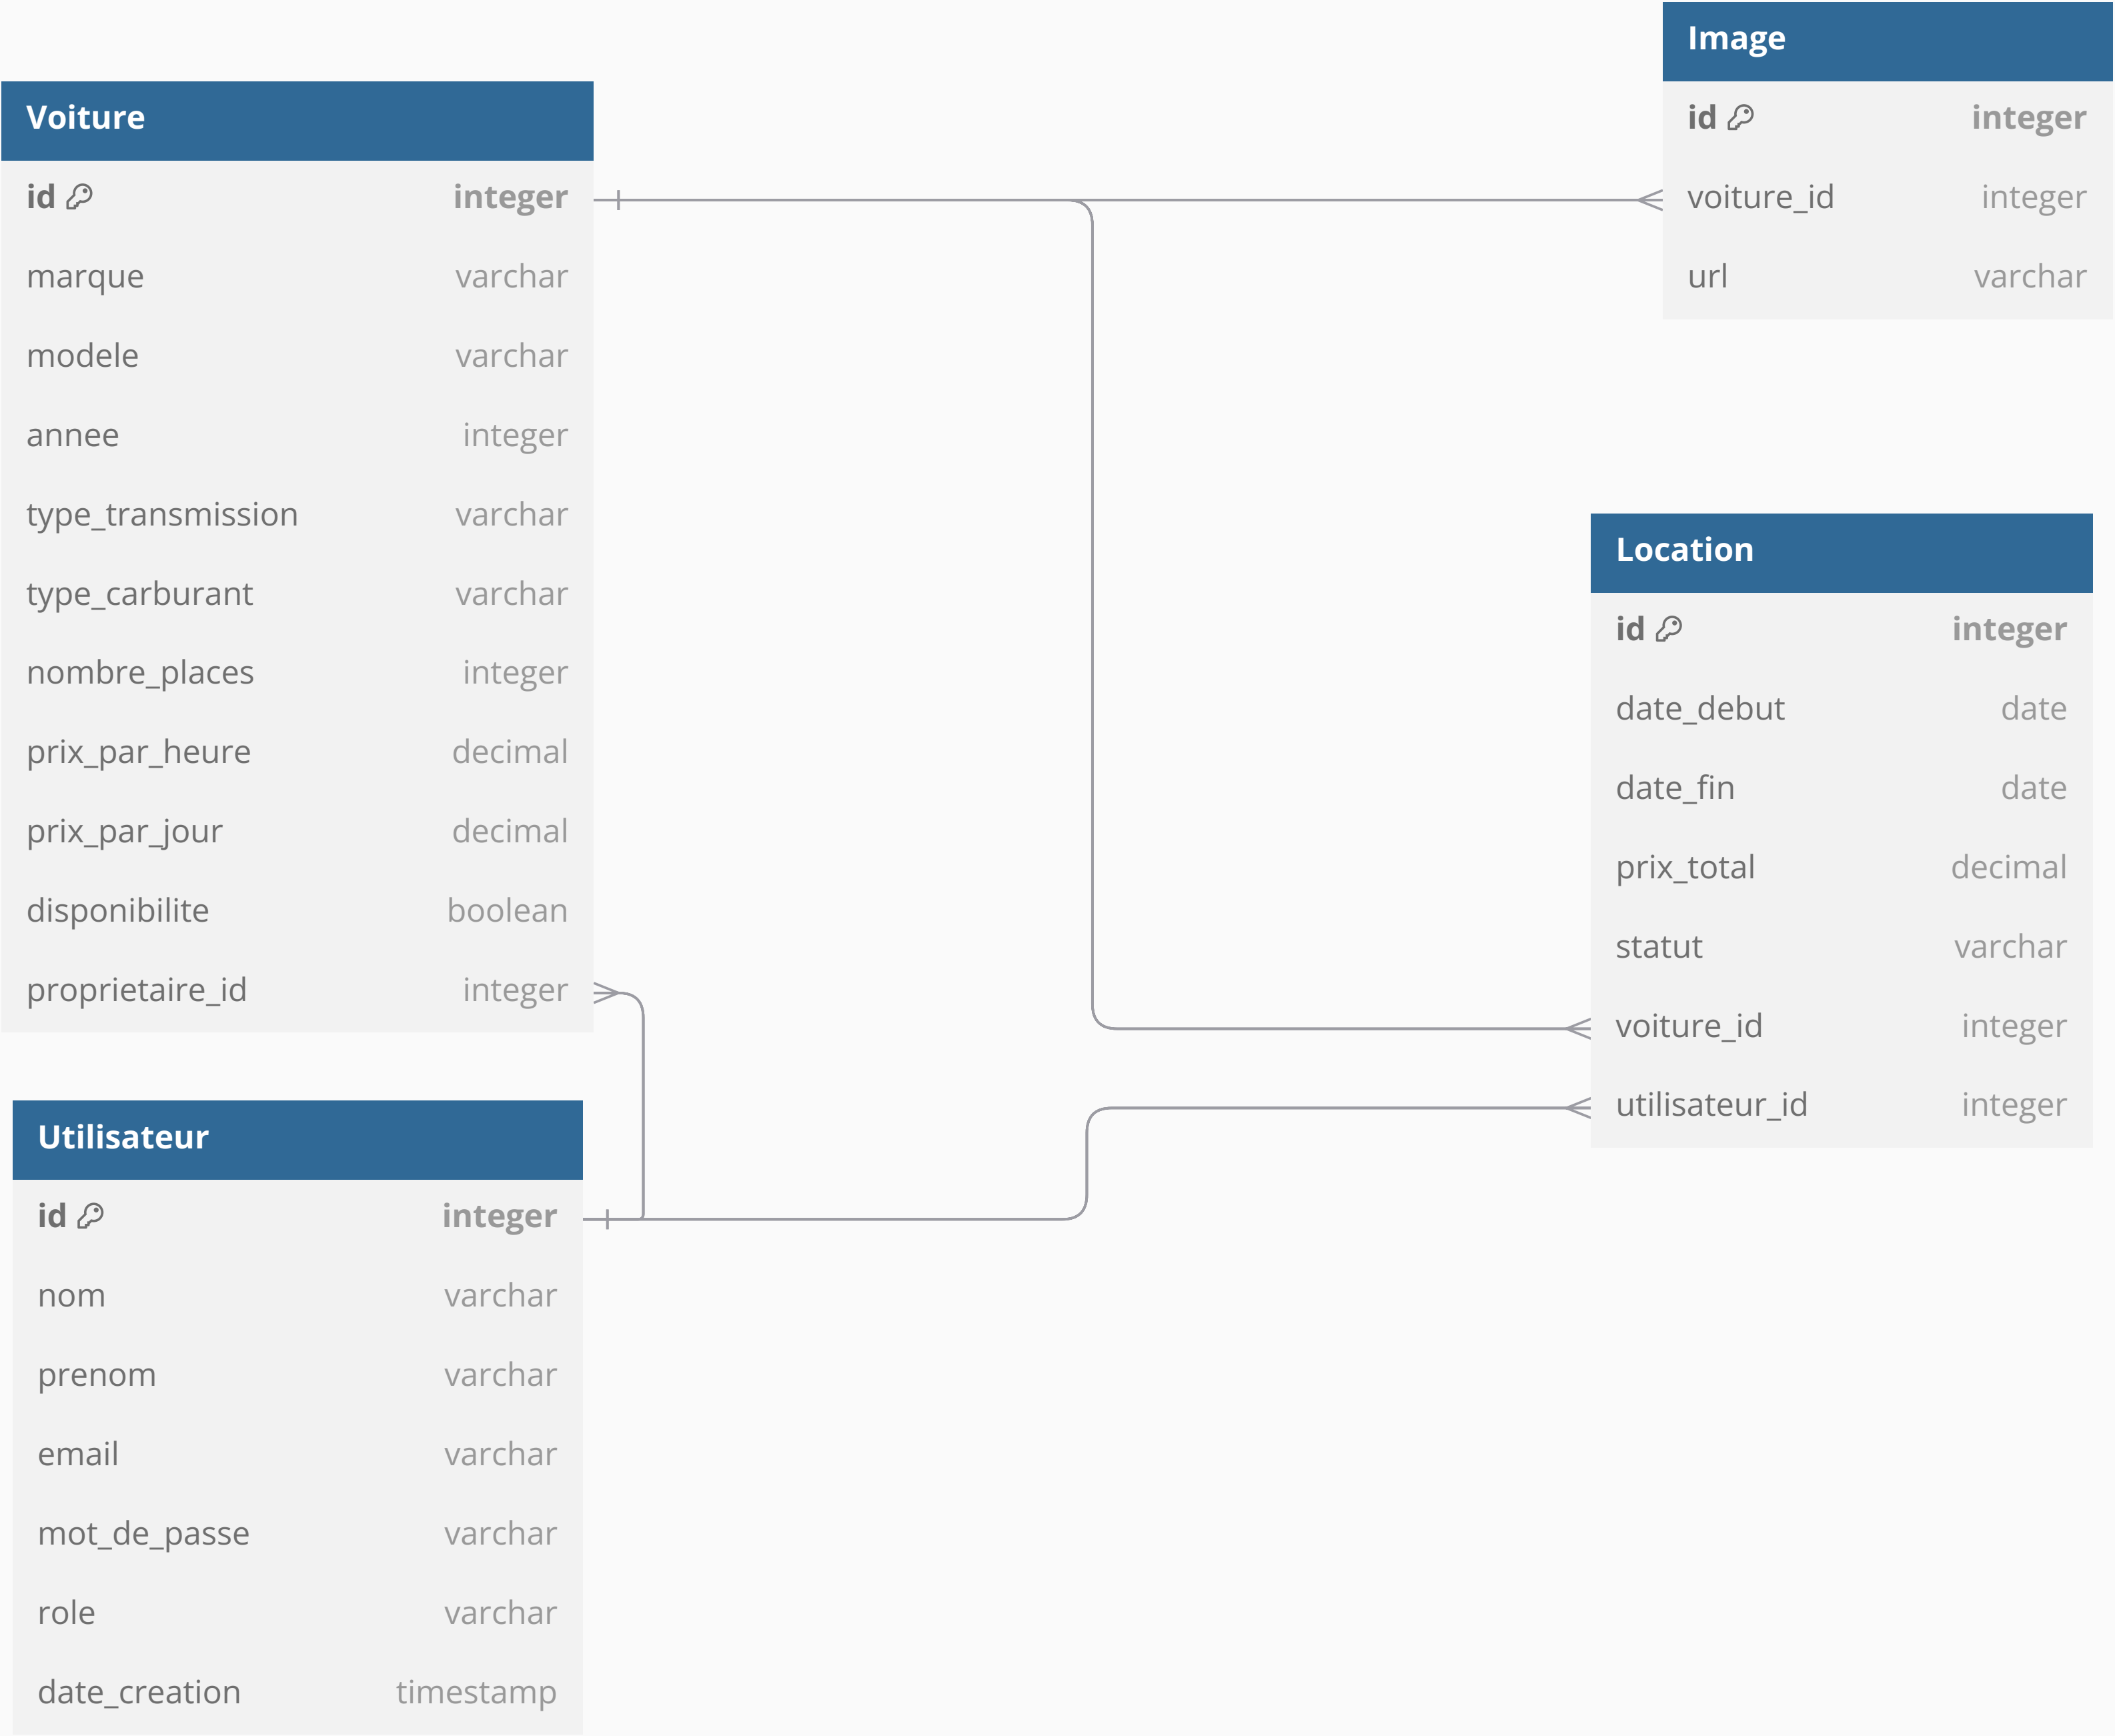 Voiture
id integer
marque varchar
modele varchar
annee integer
type_transmission varchar
type_carburant varchar
nombre_places integer
prix_par_heure decimal
prix_par_jour decimal
disponibilite boolean
proprietaire_id integer
Utilisateur
id integer
nom varchar
prenom varchar
email varchar
mot_de_passe varchar
role varchar
date_creation timestamp
Image
id integer
voiture_id integer
url varchar
Location
id integer
date_debut date
date_fin date
prix_total decimal
statut varchar
voiture_id integer
utilisateur_id integer